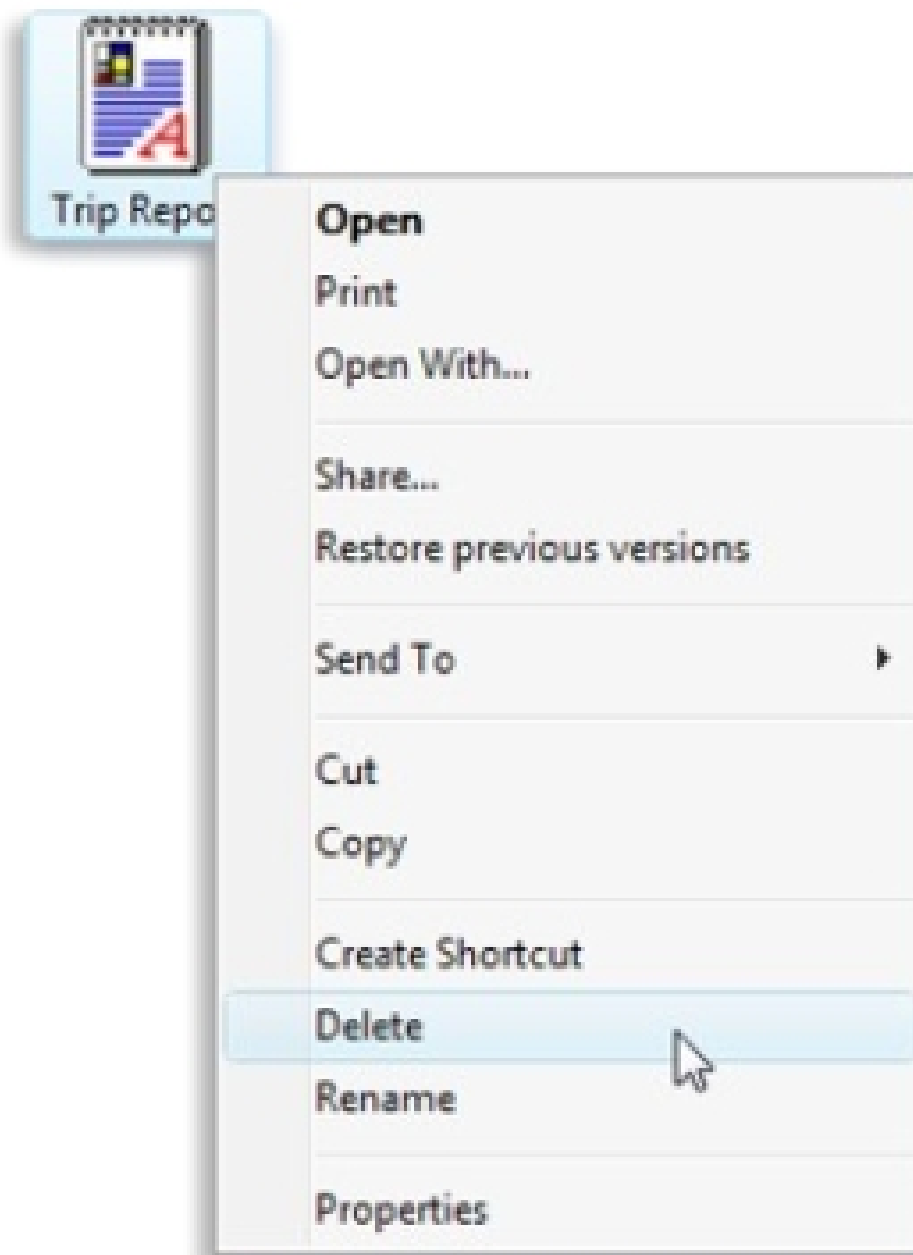 Trip Repo
Open
Print
Open With...
Share...
Restore previous versions
Send To
Cut
Copy
Create Shortcut
Delete
Rename
Properties